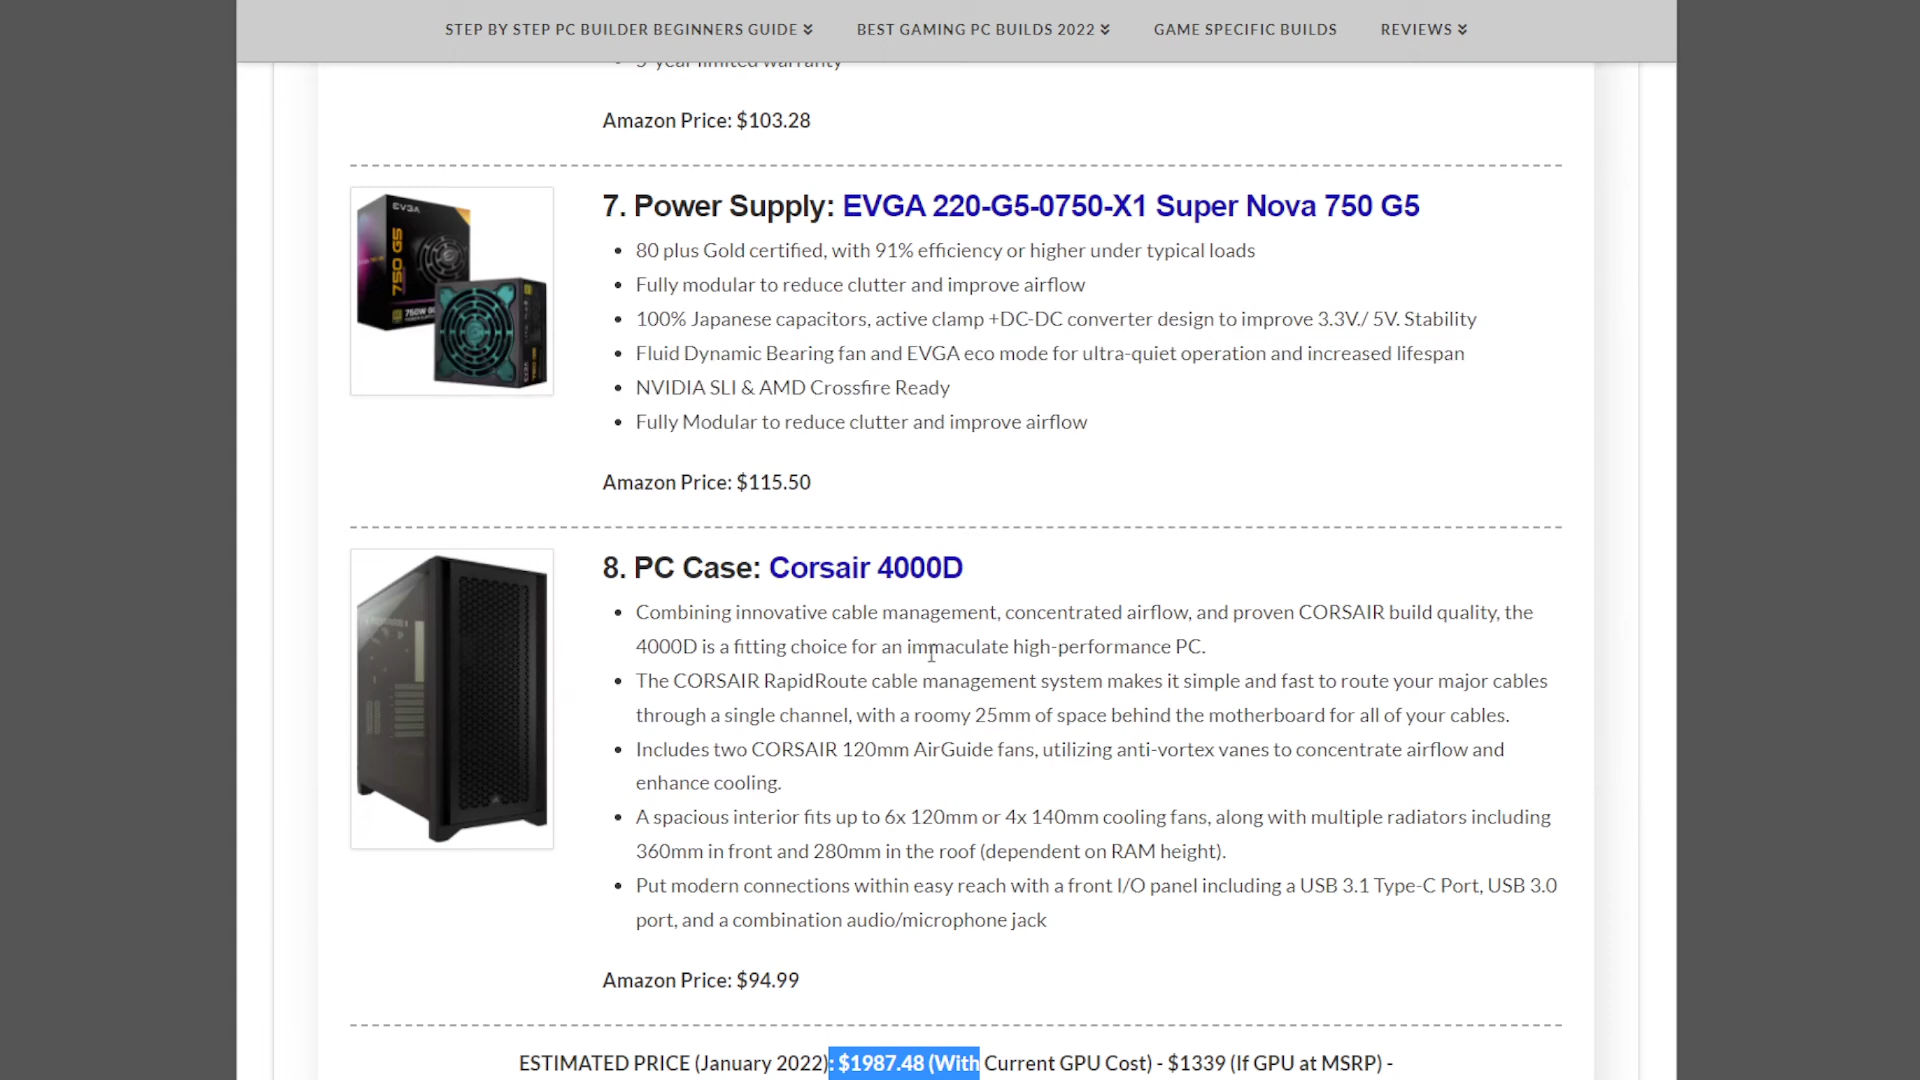 STEP BY STEP PC BUILDER BEGINNERS GUIDE BEST GAMING PC BUILDS 2022 GAME SPECIFIC BUILDS REVIEWS
-year limited warranty
Amazon Price: $103.28
EVGA
750 G5
7. Power Supply: EVGA 220-G5-0750-X1 Super Nova 750 G5
80 plus Gold certified, with 91% efficiency or higher under typical loads
Fully modular to reduce clutter and improve airflow
100% Japanese capacitors, active clamp +DC-DC converter design to improve 3.3V./ 5V. Stability
Fluid Dynamic Bearing fan and EVGA eco mode for ultra-quiet operation and increased lifespan
NVIDIA SLI & AMD Crossfire Ready
Fully Modular to reduce clutter and improve airflow
Amazon Price: $115.50
8. PC Case: Corsair 4000D
Combining innovative cable management, concentrated airflow, and proven CORSAIR build quality, the
4000D is a fitting choice for an immaculate high-performance PC.
The CORSAIR RapidRoute cable management system makes it simple and fast to route your major cables
through a single channel, with a roomy 25mm of space behind the motherboard for all of your cables.
Includes two CORSAIR 120mm AirGuide fans, utilizing anti-vortex vanes to concentrate airflow and
enhance cooling.
A spacious interior fits up to 6x 120mm or 4x 140mm cooling fans, along with multiple radiators including
360mm in front and 280mm in the roof (dependent on RAM height).
Put modern connections within easy reach with a front I/O panel including a USB 3.1 Type-C Port, USB 3.0
port, and a combination audio/microphone jack
Amazon Price: $94.99
ESTIMATED PRICE (January 2022): $1987.48 (With Current GPU Cost) - $1339 (If GPU at MSRP) -